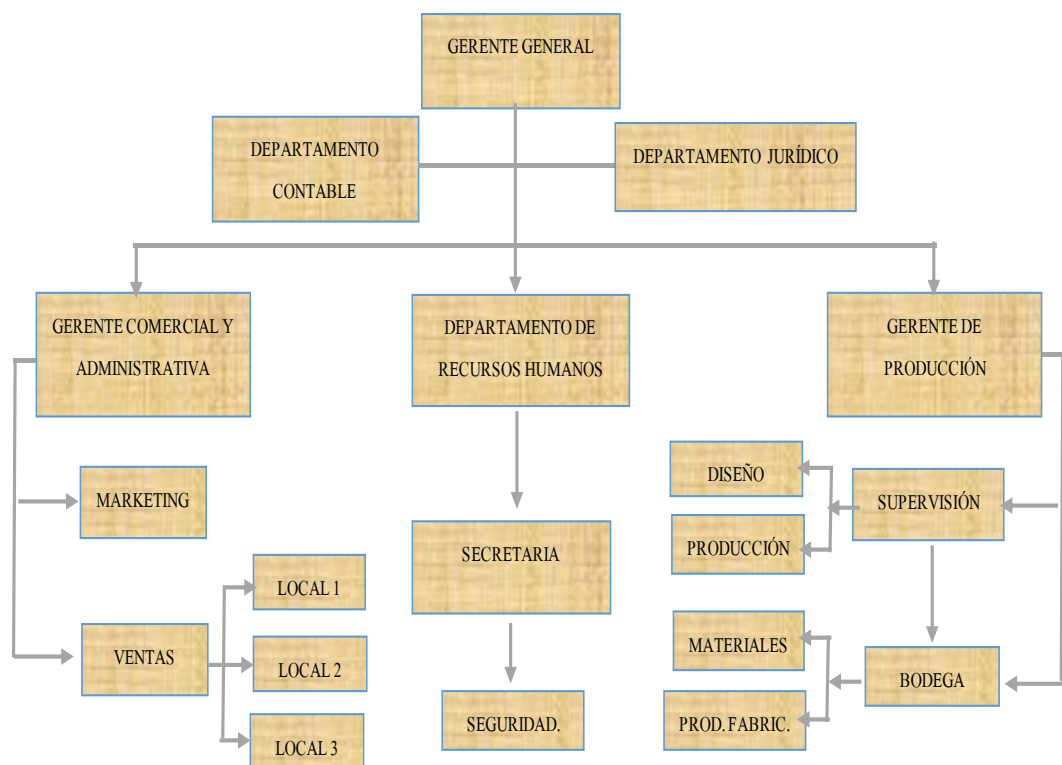 GERENTE GENERAL
DEPARTAMENTO
CONTABLE
DEPARTAMENTO JURÍDICO
GERENTE COMERCIAL Y
ADMINISTRATIVA
DEPARTAMENTO DE
RECURSOS HUMANOS
GERENTE DE
PRODUCCIÓN
MARKETING
VENTAS
LOCAL 1
LOCAL 2
LOCAL 3
SECRETARIA
SEGURIDAD.
DISEÑO
PRODUCCIÓN
SUPERVISIÓN
MATERIALES
PROD. FABRIC.
BODEGA